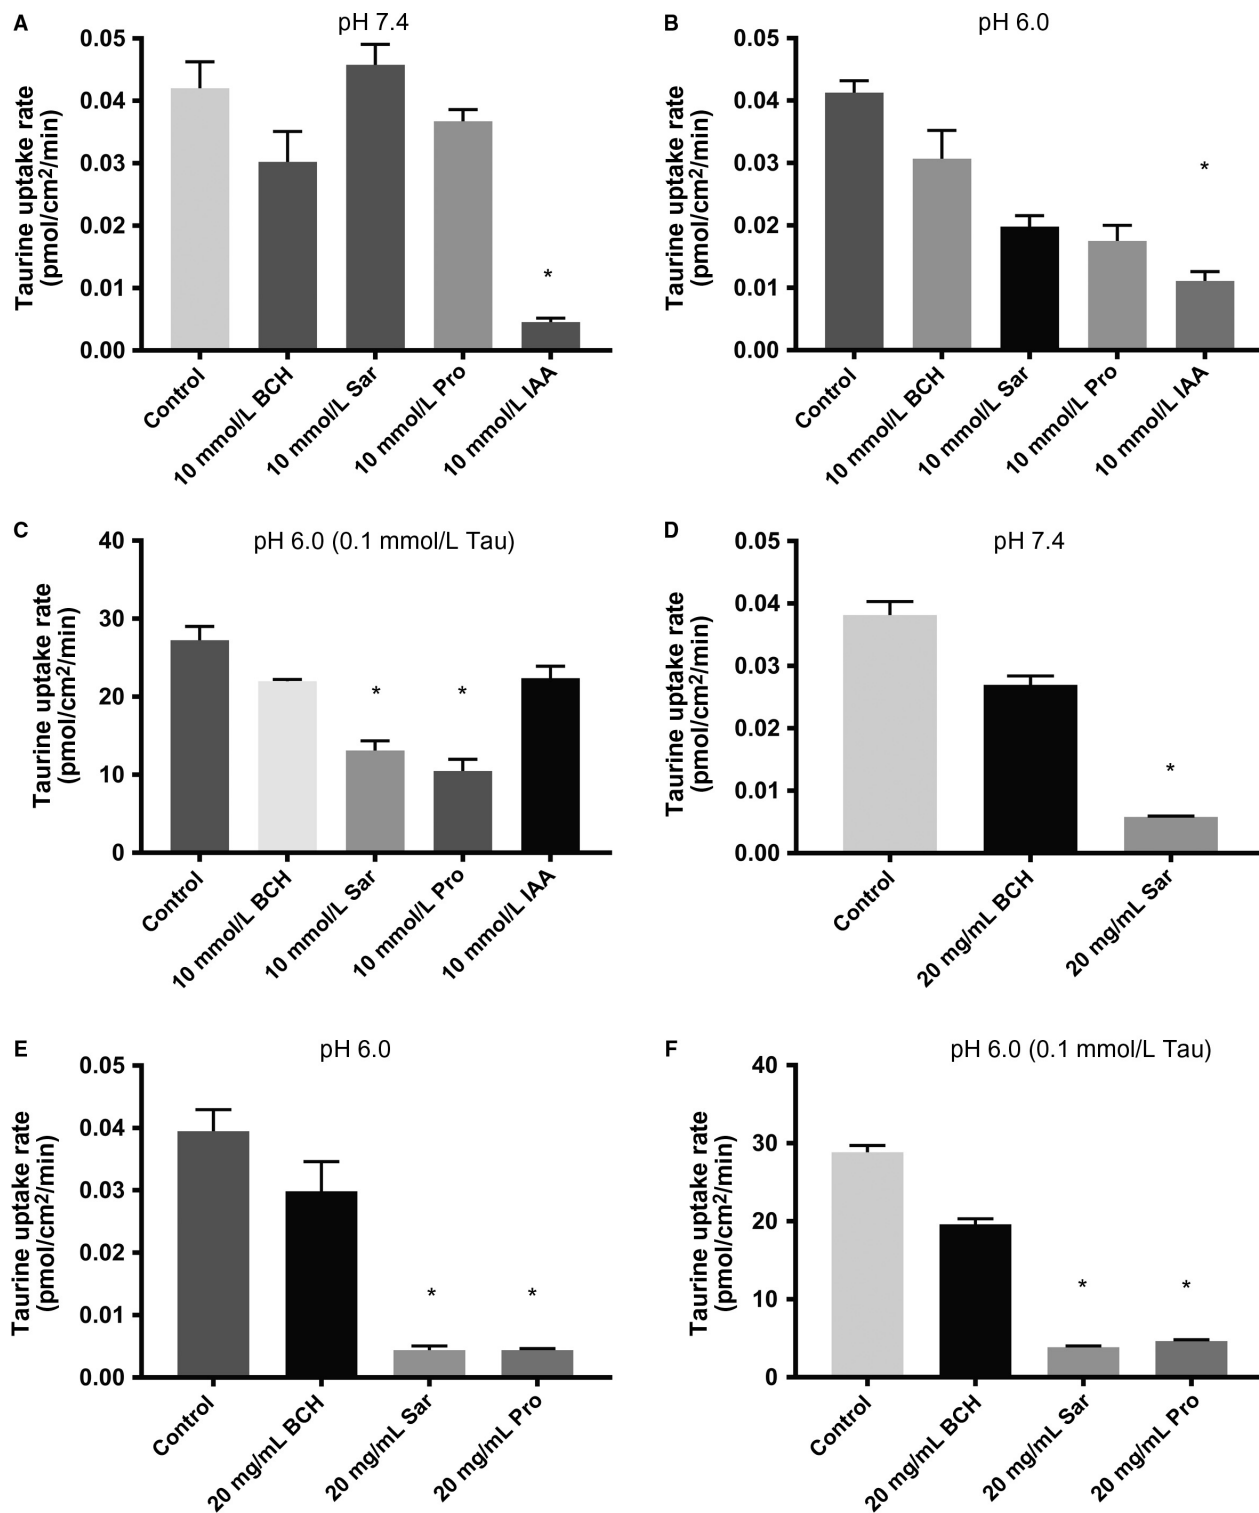 A
pH 7.4
Taurine uptake rate
(pmol/cm²/min)
0.05
0.04
0.03
0.02
0.01
0.00
*
Control
10 mmol/L BCH
10 mmol/L Sar
10 mmol/L Pro
10 mmol/L IAA
B
pH 6.0
Taurine uptake rate
(pmol/cm²/min)
0.05
0.04
0.03
0.02
0.01
0.00
*
Control
10 mmol/L BCH
10 mmol/L Sar
10 mmol/L Pro
10 mmol/L IAA
C
pH 6.0 (0.1 mmol/L Tau)
Taurine uptake rate
(pmol/cm²/min)
40
30
20
10
0
* *
Control
10 mmol/L BCH
10 mmol/L Sar
10 mmol/L Pro
10 mmol/L IAA
D
pH 7.4
Taurine uptake rate
(pmol/cm²/min)
0.05
0.04
0.03
0.02
0.01
0.00
*
Control
20 mg/mL BCH
20 mg/mL Sar
E
pH 6.0
Taurine uptake rate
(pmol/cm²/min)
0.05
0.04
0.03
0.02
0.01
0.00
* *
Control
20 mg/mL BCH
20 mg/mL Sar
20 mg/mL Pro
F
pH 6.0 (0.1 mmol/L Tau)
Taurine uptake rate
(pmol/cm²/min)
40
30
20
10
0
* *
Control
20 mg/mL BCH
20 mg/mL Sar
20 mg/mL Pro